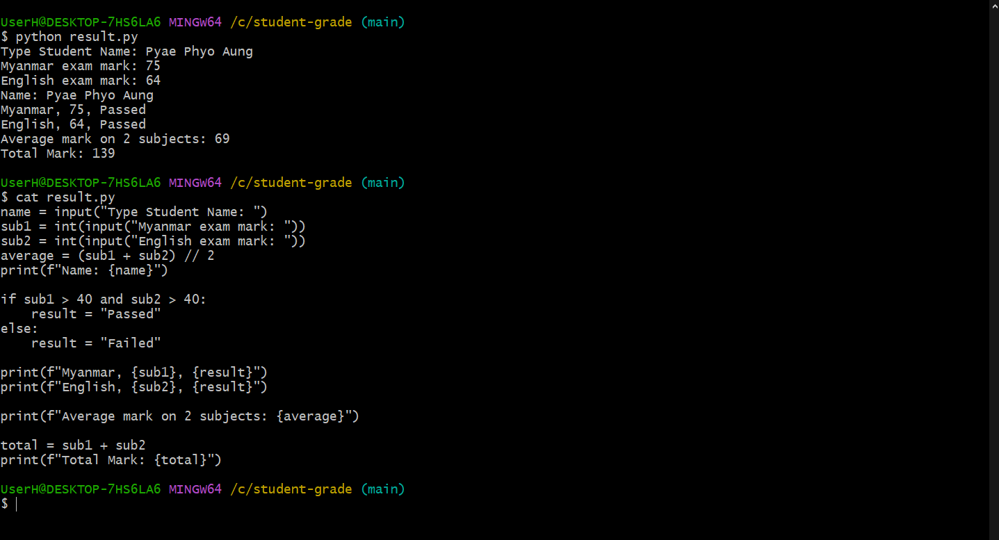 UserH@DESKTOP-7HS6LA6 MINGW64 /c/student-grade (main)
$ python result.py
Type Student Name: Pyae Phyo Aung
Myanmar exam mark: 75
English exam mark: 64
Name: Pyae Phyo Aung
Myanmar, 75, Passed
English, 64, Passed
Average mark on 2 subjects: 69
Total Mark: 139

UserH@DESKTOP-7HS6LA6 MINGW64 /c/student-grade (main)
$ cat result.py
name = input("Type Student Name: ")
sub1 = int(input("Myanmar exam mark: "))
sub2 = int(input("English exam mark: "))
average = (sub1 + sub2) // 2
print(f"Name: {name}")

if sub1 > 40 and sub2 > 40:
    result = "Passed"
else:
    result = "Failed"

print(f"Myanmar, {sub1}, {result}")
print(f"English, {sub2}, {result}")

print(f"Average mark on 2 subjects: {average}")

total = sub1 + sub2
print(f"Total Mark: {total}")

UserH@DESKTOP-7HS6LA6 MINGW64 /c/student-grade (main)
$